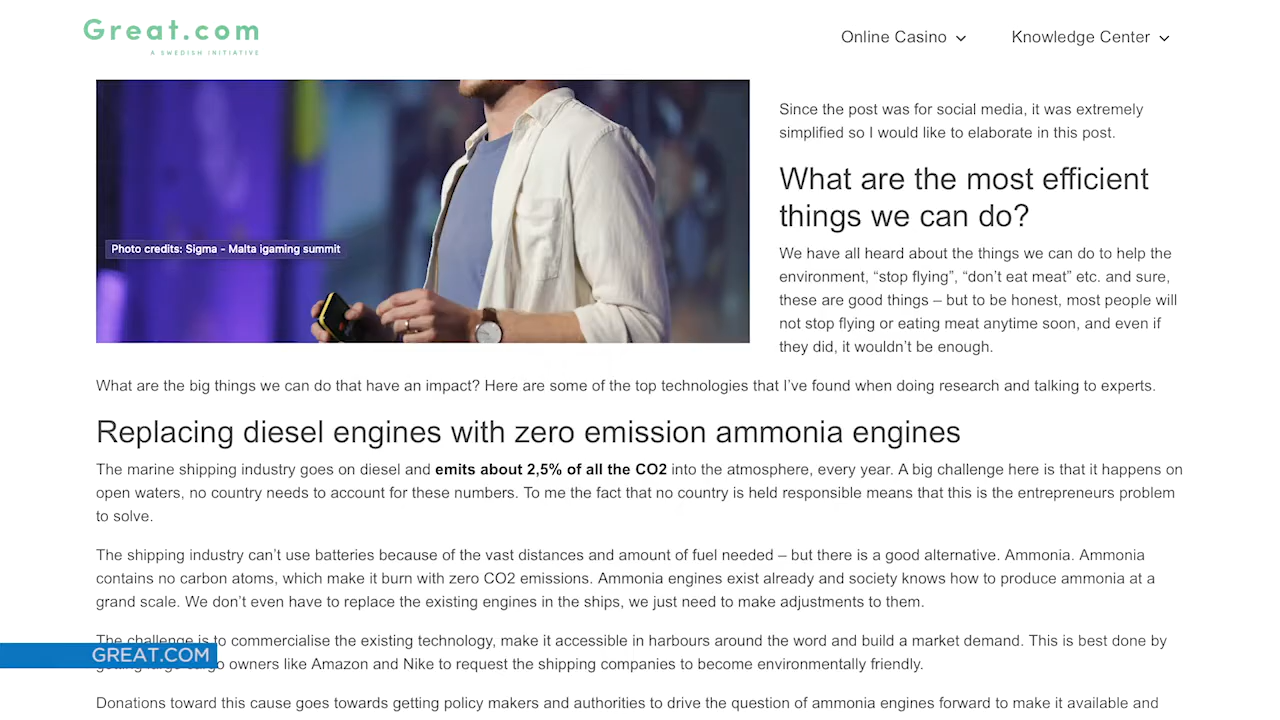 Great.com
A SWEDISH INITIATIVE
Online Casino
Knowledge Center
Photo credits: Sigma - Malta igaming summit
Since the post was for social media, it was extremely
simplified so I would like to elaborate in this post.
What are the most efficient
things we can do?
We have all heard about the things we can do to help the
environment, “stop flying”, “don’t eat meat” etc. and sure,
these are good things – but to be honest, most people will
not stop flying or eating meat anytime soon, and even if
they did, it wouldn’t be enough.
What are the big things we can do that have an impact? Here are some of the top technologies that I’ve found when doing research and talking to experts.
Replacing diesel engines with zero emission ammonia engines
The marine shipping industry goes on diesel and emits about 2,5% of all the CO2 into the atmosphere, every year. A big challenge here is that it happens on
open waters, no country needs to account for these numbers. To me the fact that no country is held responsible means that this is the entrepreneurs problem
to solve.
The shipping industry can’t use batteries because of the vast distances and amount of fuel needed – but there is a good alternative. Ammonia. Ammonia
contains no carbon atoms, which make it burn with zero CO2 emissions. Ammonia engines exist already and society knows how to produce ammonia at a
grand scale. We don’t even have to replace the existing engines in the ships, we just need to make adjustments to them.
The challenge is to commercialise the existing technology, make it accessible in harbours around the word and build a market demand. This is best done by
owners like Amazon and Nike to request the shipping companies to become environmentally friendly.
GREAT.COM
Donations toward this cause goes towards getting policy makers and authorities to drive the question of ammonia engines forward to make it available and